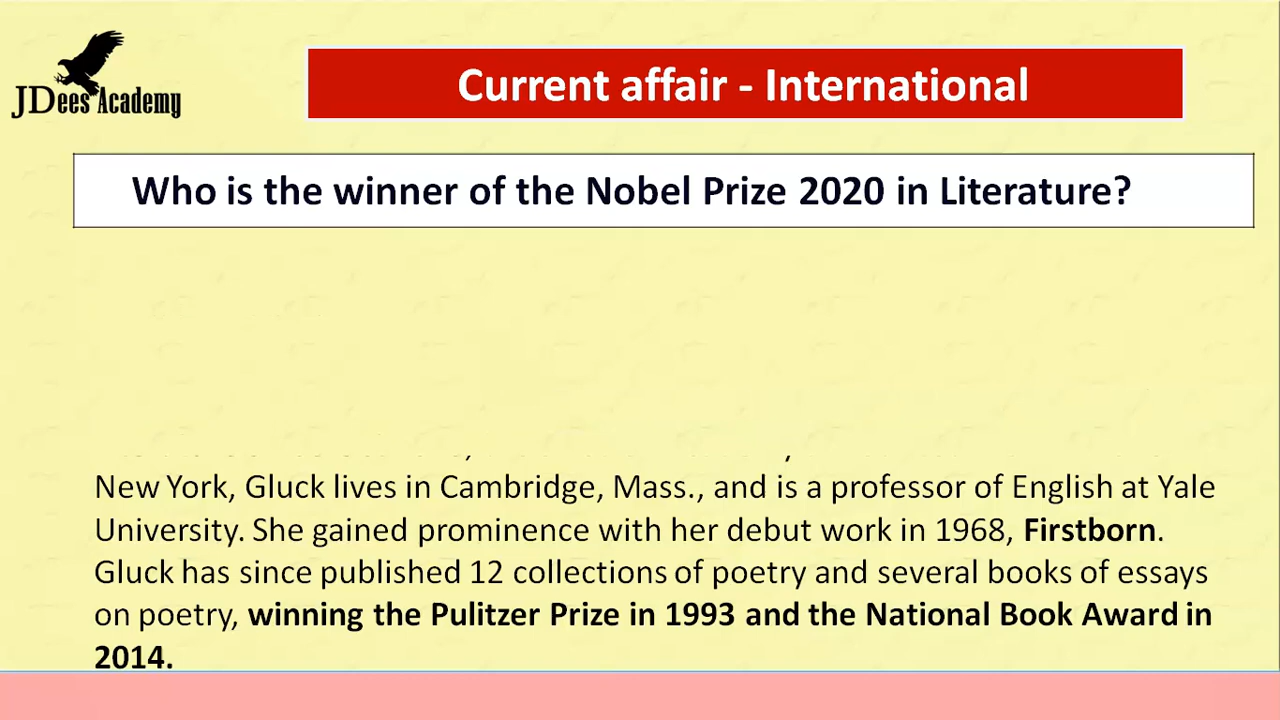 JDees Academy
Current affair - International
Who is the winner of the Nobel Prize 2020 in Literature?
New York, Gluck lives in Cambridge, Mass., and is a professor of English at Yale
University. She gained prominence with her debut work in 1968, Firstborn.
Gluck has since published 12 collections of poetry and several books of essays
on poetry, winning the Pulitzer Prize in 1993 and the National Book Award in
2014.